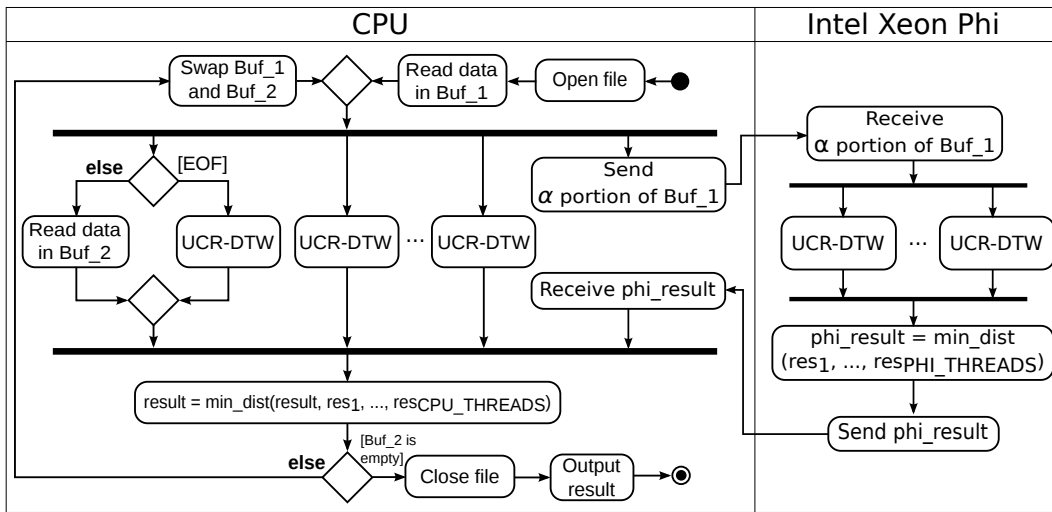 CPU
Intel Xeon Phi
Swap Buf_1
and Buf_2
Read data
in Buf_1
Open file
else
[EOF]
Read data
in Buf_2
UCR-DTW
UCR-DTW
...
UCR-DTW
Send
α portion of Buf_1
Receive phi_result
Receive
α portion of Buf_1
UCR-DTW
...
UCR-DTW
phi_result = min_dist
(res1, ..., resPHI_THREADS)
Send phi_result
result = min_dist(result, res1, ..., resCPU_THREADS)
else
[Buf_2 is
empty]
Close file
Output
result